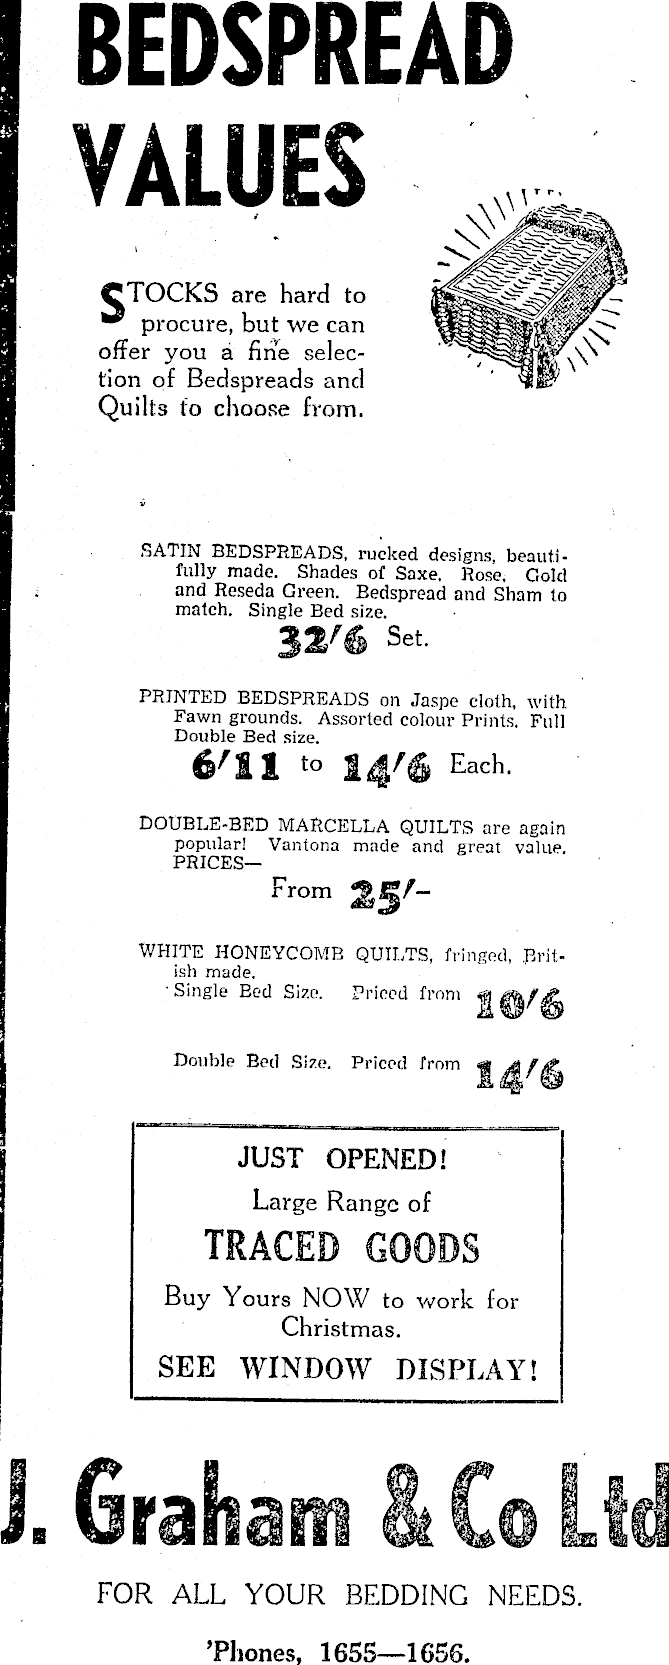 BEDSPREAD
VALUES
STOCKS are hard to
procure, but we can
offer you a fine selec-
tion of Bedspreads and
Quilts to choose from.
SATIN BEDSPREADS, rucked designs, beauti-
fully made. Shades of Saxe, Rose, Gold
and Reseda Green. Bedspread and Sham to
match. Single Bed size.
32'6 Set.
PRINTED BEDSPREADS on Jaspe cloth, with
Fawn grounds. Assorted colour Prints. Full
Double Bed size.
6'11 to 14'6 Each.
DOUBLE-BED MARCELLA QUILTS are again
popular! Vantona made and great value.
PRICES—
From 25'-
WHITE HONEYCOMB QUILTS, fringed, Brit-
ish made.
Single Bed Size. Priced from 10'6
Double Bed Size. Priced from 14'6
JUST OPENED!
Large Range of
TRACED GOODS
Buy Yours NOW to work for
Christmas.
SEE WINDOW DISPLAY!
J. Graham & Co Ltd
FOR ALL YOUR BEDDING NEEDS.
'Phones, 1655—1656.